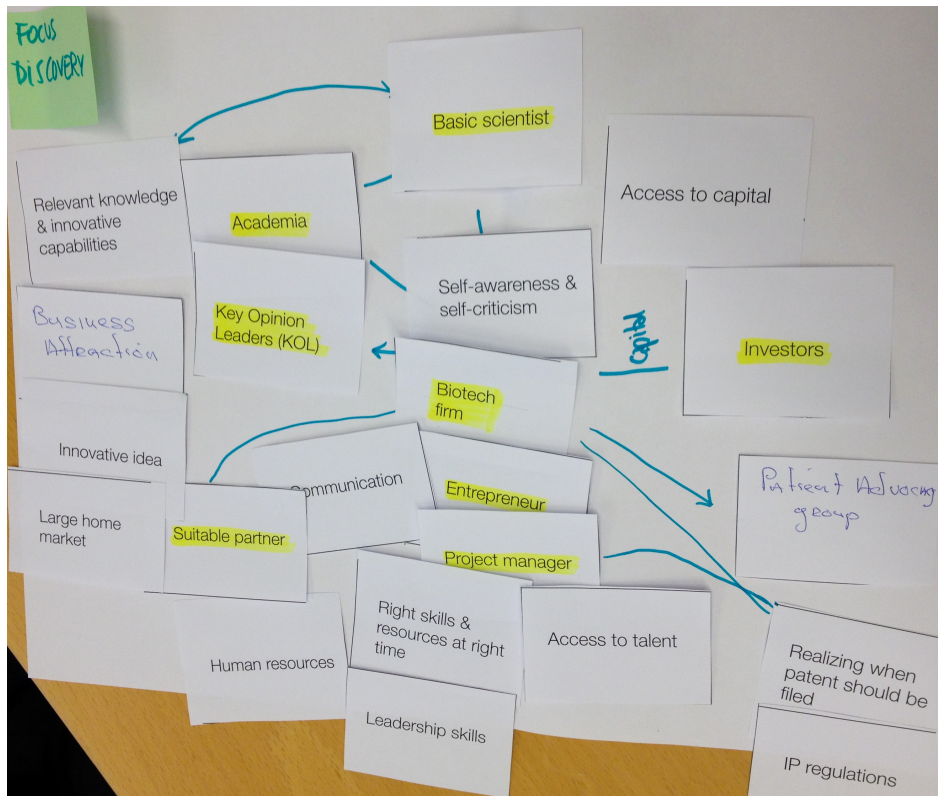 FOCUS
DiSCOVERY
Basic scientist
Relevant knowledge
& innovative
capabilities
Academia
Access to capital
Self-awareness &
self-criticism
Key Opinion
Leaders (KOL)
Business
Attraction
Capital
Investors
Biotech
firm
Innovative idea
Communication
Entrepreneur
Patient Advocacy
group
Large home
market
Suitable partner
Project manager
Right skills &
resources at right
time
Access to talent
Human resources
Realizing when
patent should be
filed
Leadership skills
IP regulations